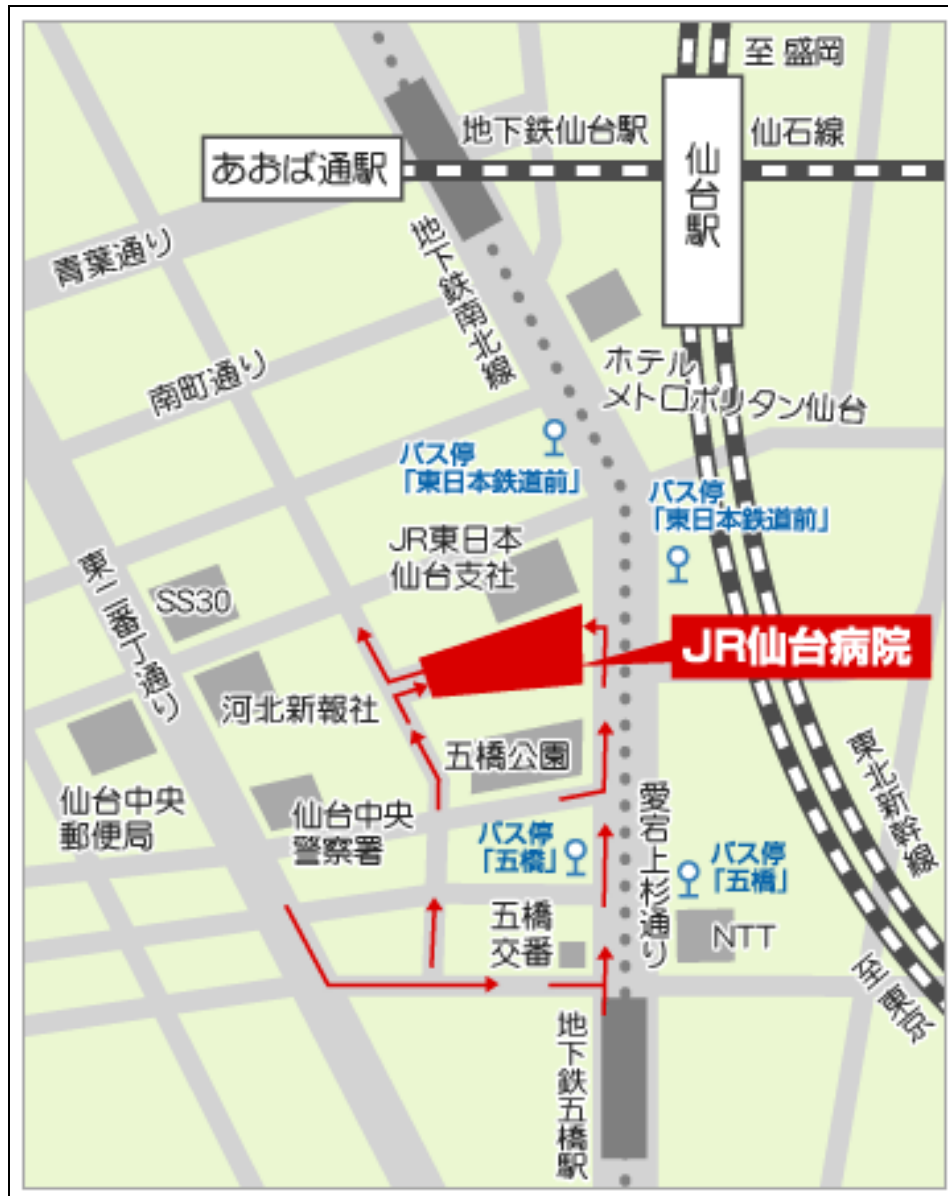 至 盛岡
地下鉄仙台駅
仙石線
あおば通駅
仙台駅
青葉通り
地下鉄南北線
南町通り
ホテル
メトロポリタン仙台
バス停
「東日本鉄道前」
バス停
「東日本鉄道前」
JR東日本
仙台支社
東二番丁通り
SS30
JR仙台病院
河北新報社
五橋公園
仙台中央
郵便局
仙台中央
警察署
愛宕上杉通り
東北新幹線
バス停
「五橋」
バス停
「五橋」
五橋
交番
NTT
至 東京
地下鉄五橋駅